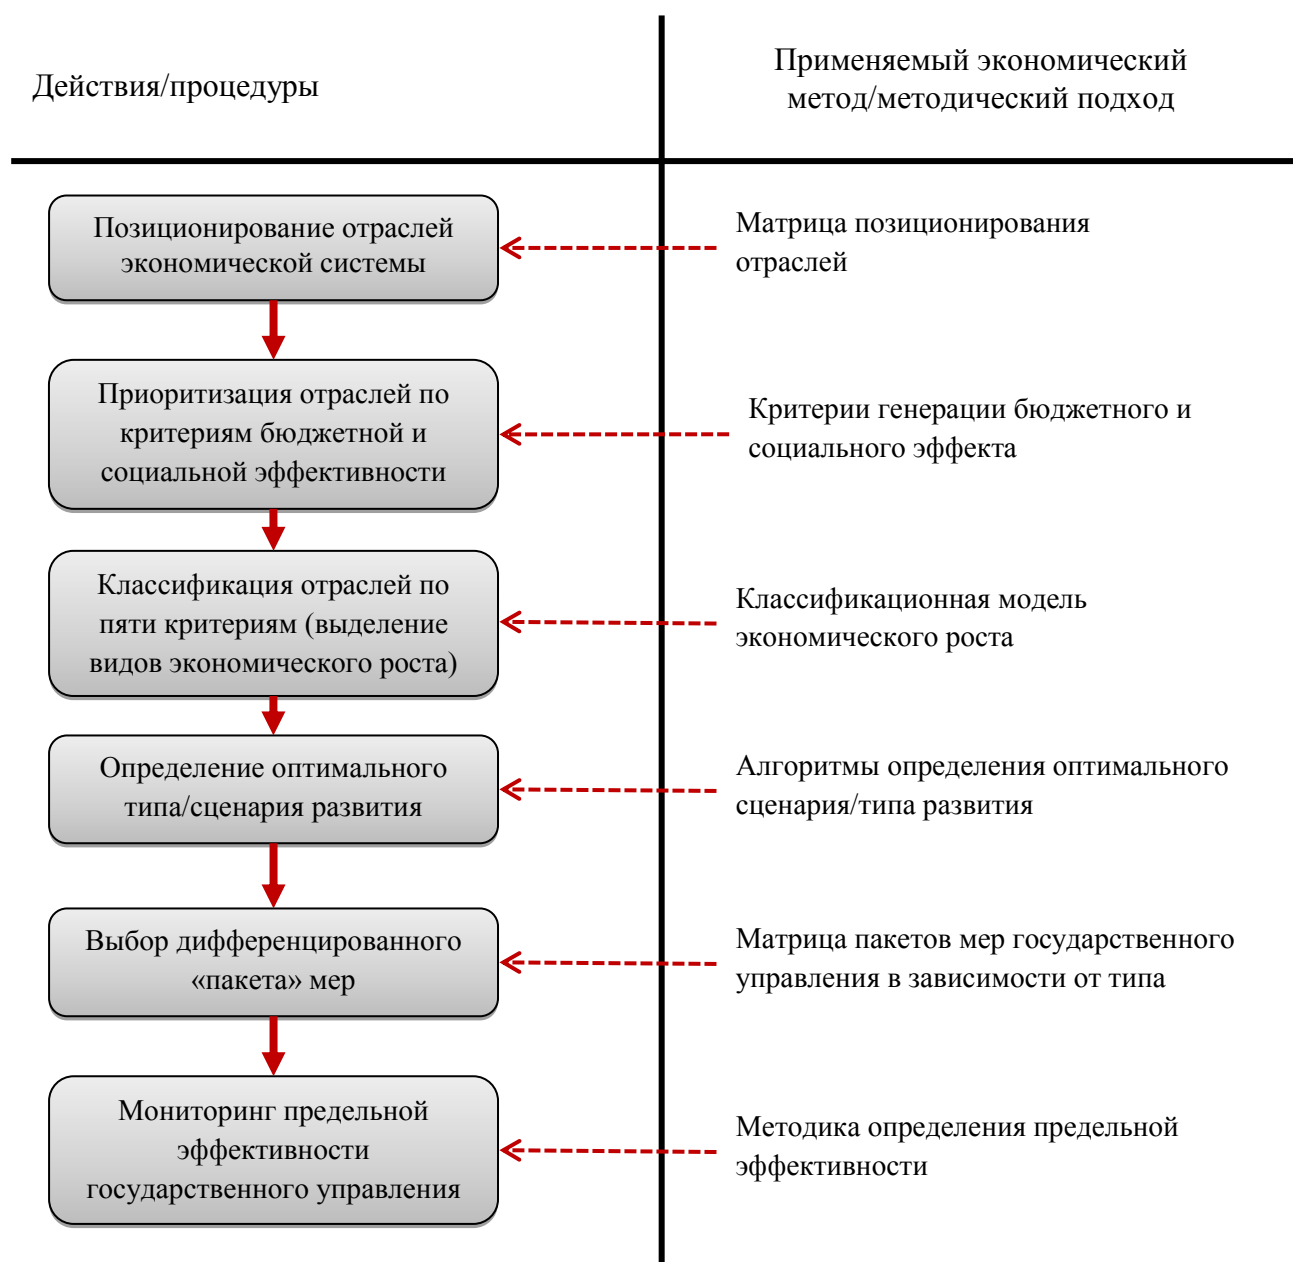 Действия/процедуры
Применяемый экономический
метод/методический подход
Позиционирование отраслей
экономической системы
Матрица позиционирования
отраслей
Приоритизация отраслей по
критериям бюджетной и
социальной эффективности
Критерии генерации бюджетного и
социального эффекта
Классификация отраслей по
пяти критериям (выделение
видов экономического роста)
Классификационная модель
экономического роста
Определение оптимального
типа/сценария развития
Алгоритмы определения оптимального
сценария/типа развития
Выбор дифференцированного
«пакета» мер
Матрица пакетов мер государственного
управления в зависимости от типа
Мониторинг предельной
эффективности
государственного управления
Методика определения предельной
эффективности